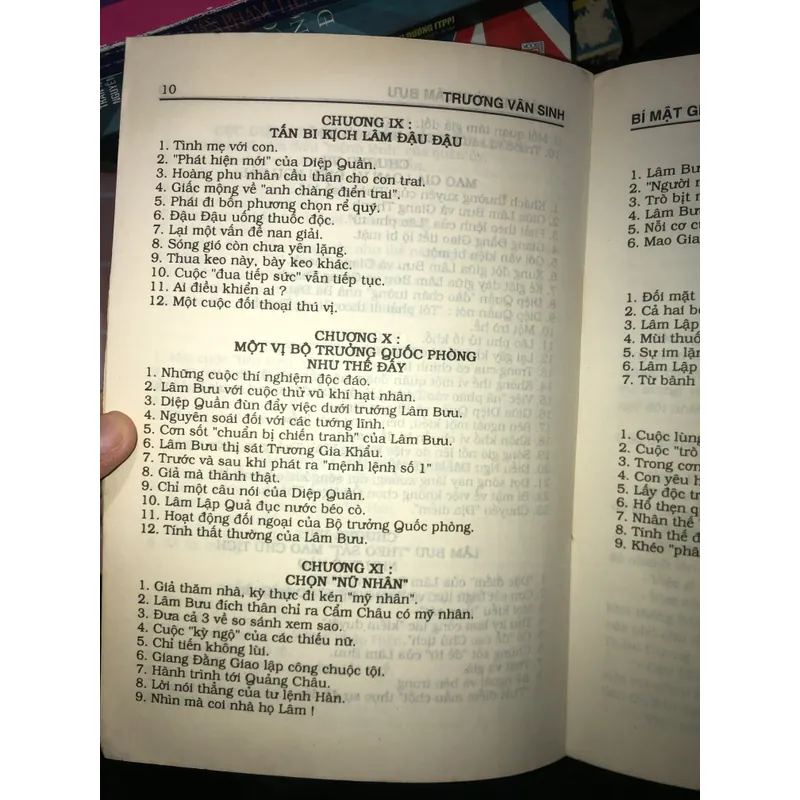 10
TRƯƠNG VÂN SINH
CHƯƠNG IX :
TẤN BI KỊCH LÂM ĐẬU ĐẬU
1. Tình mẹ với con.
2. "Phát hiện mới" của Diệp Quần.
3. Hoàng phu nhân cầu thân cho con trai.
4. Giấc mộng về "anh chàng điển trai".
5. Phái đi bốn phương chọn rể quý.
6. Đậu Đậu uống thuốc độc.
7. Lại một vấn đề nan giải.
8. Sóng gió còn chưa yên lặng.
9. Thua keo này, bày keo khác.
10. Cuộc "đua tiếp sức" vẫn tiếp tục.
11. Ai điều khiển ai ?
12. Một cuộc đối thoại thú vị.
CHƯƠNG X :
MỘT VỊ BỘ TRƯỞNG QUỐC PHÒNG
NHƯ THẾ ĐẤY
1. Những cuộc thí nghiệm độc đáo.
2. Lâm Bưu với cuộc thử vũ khí hạt nhân.
3. Diệp Quần đùn đẩy việc dưới trướng Lâm Bưu.
4. Nguyên soái đối với các tướng lĩnh.
5. Cơn sốt "chuẩn bị chiến tranh" của Lâm Bưu.
6. Lâm Bưu thị sát Trương Gia Khẩu.
7. Trước và sau khi phát ra "mệnh lệnh số 1"
8. Giả mà thành thật.
9. Chỉ một câu nói của Diệp Quần.
10. Lâm Lập Quả đục nước béo cò.
11. Hoạt động đối ngoại của Bộ trưởng Quốc phòng.
12. Tính thất thường của Lâm Bưu.
CHƯƠNG XI :
CHỌN "NỮ NHÂN"
1. Giả thăm nhà, kỳ thực đi kén "mỹ nhân".
2. Lâm Bưu đích thân chỉ ra Cẩm Châu có mỹ nhân.
3. Đưa cả 3 về so sánh xem sao.
4. Cuộc "kỳ ngộ" của các thiếu nữ.
5. Chỉ tiến không lùi.
6. Giang Đằng Giao lập công chuộc tội.
7. Hành trình tới Quảng Châu.
8. Lời nói thẳng của tư lệnh Hàn.
9. Nhìn mà coi nhà họ Lâm !
BÍ MẬT
1. Lâm Bưu
2. "Người
3. Trò bịt
4. Lâm Bưu
5. Nỗi cơ
6. Mao
1. Đối mặt
2. Cả hai
3. Lâm Lập
4. Mùi
5. Sự im
6. Lâm Lập
7. Từ bành
1. Cuộc
2. Cuộc "trò
3. Trong cơn
4. Con yêu
5. Lấy độc
6. Hổ thẹn
7. Nhân thế
8. Tình thế
9. Khéo